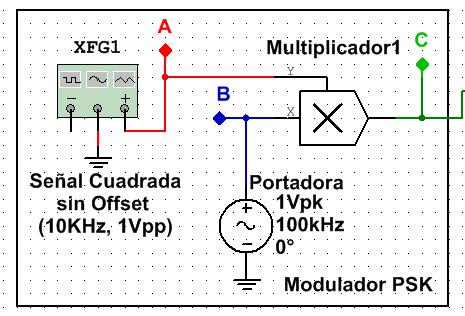 A
XFG1
Multiplicador1
C
Y
B
X
Señal Cuadrada
sin Offset
(10KHz, 1Vpp)
Portadora
1Vpk
100kHz
0°
Modulador PSK